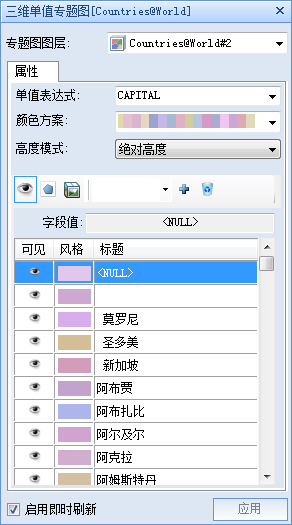 三维单值专题图[Countries@World]
专题图图层: Countries@World#2
属性
单值表达式: CAPITAL
颜色方案:
高度模式: 绝对高度
字段值: <NULL>
可见 风格 标题
<NULL>
莫罗尼
圣多美
新加坡
阿布贾
阿布扎比
阿尔及尔
阿克拉
阿姆斯特丹
启用即时刷新 应用